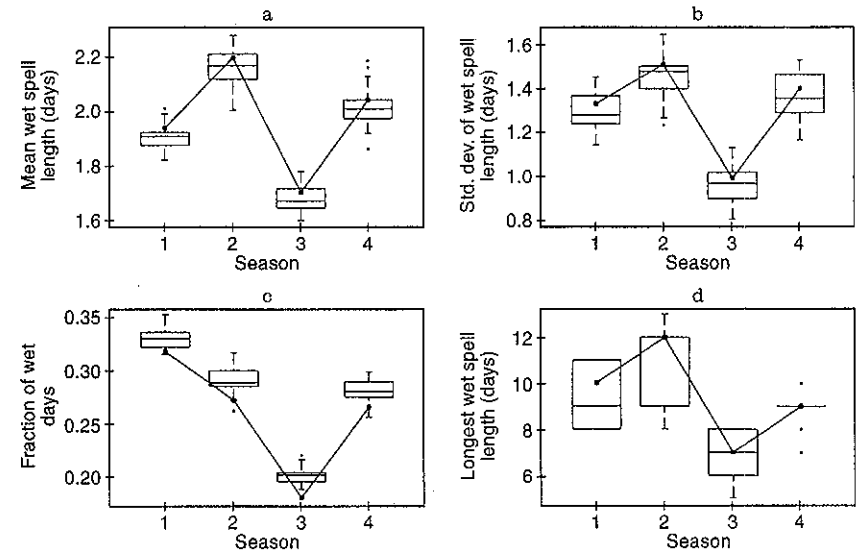 a
Mean wet spell
length (days)
2.2
2.0
1.8
1.6
1 2 3 4
Season
b
Std. dev. of wet spell
length (days)
1.6
1.4
1.2
1.0
0.8
1 2 3 4
Season
c
Fraction of wet
days
0.35
0.30
0.25
0.20
1 2 3 4
Season
d
Longest wet spell
length (days)
12
10
8
6
1 2 3 4
Season